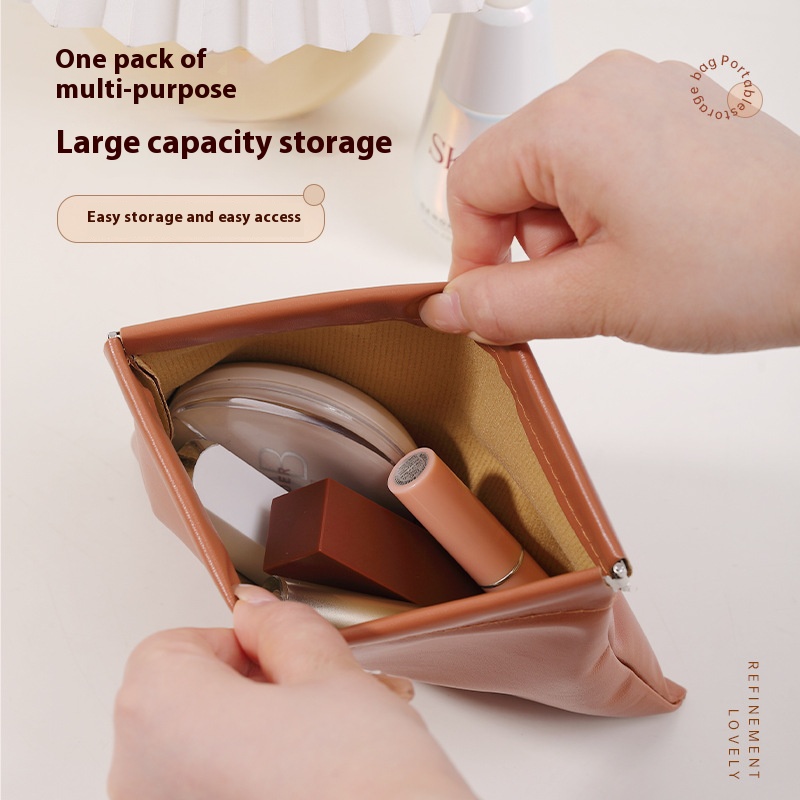 One pack of
multi-purpose
Large capacity storage
Easy storage and easy access
bag Portable storage
REFINEMENT
LOVELY